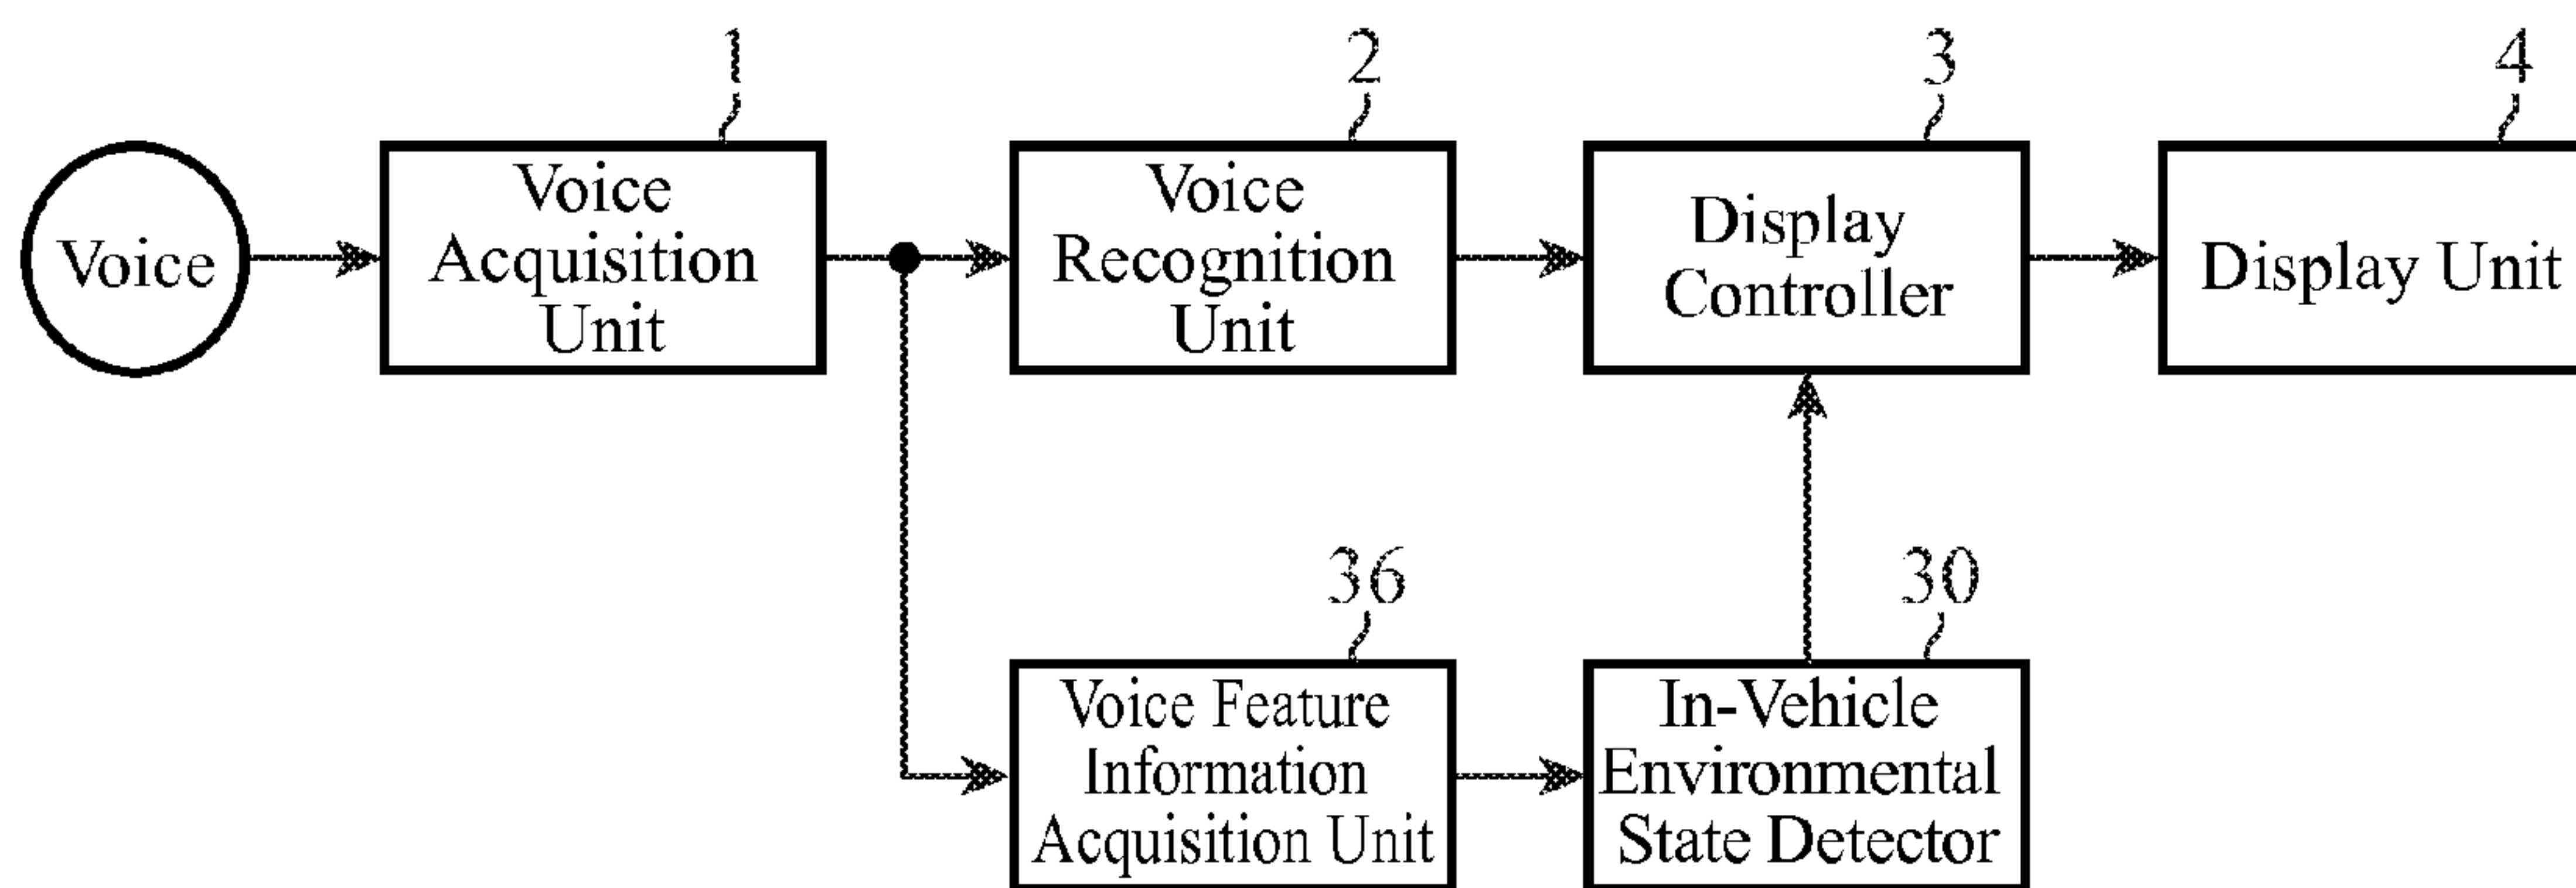 1
2
3
4
Voice
Voice
Acquisition
Unit
Voice
Recognition
Unit
Display
Controller
Display Unit
36
30
Voice Feature
Information
Acquisition Unit
In-Vehicle
Environmental
State Detector